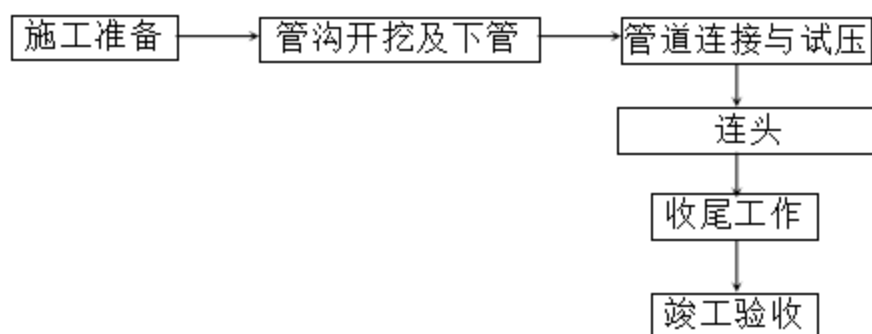 施工准备
管沟开挖及下管
管道连接与试压
连头
收尾工作
竣工验收